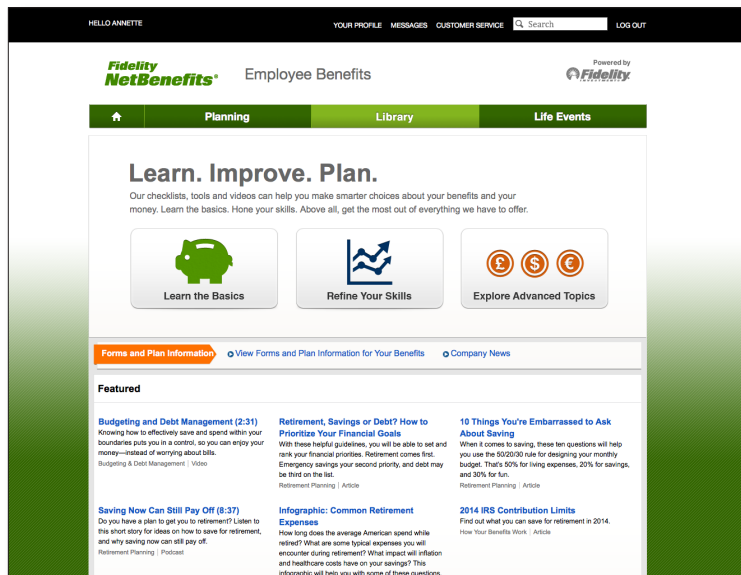 HELLO ANNETTE
YOUR PROFILE MESSAGES CUSTOMER SERVICE Search LOG OUT
Fidelity
NetBenefits®
Employee Benefits
Powered by
Fidelity
INVESTMENTS
Planning Library Life Events
Learn. Improve. Plan.
Our checklists, tools and videos can help you make smarter choices about your benefits and your
money. Learn the basics. Hone your skills. Above all, get the most out of everything we have to offer.
£ $ €
Learn the Basics Refine Your Skills Explore Advanced Topics
Forms and Plan Information View Forms and Plan Information for Your Benefits Company News
Featured
Budgeting and Debt Management (2:31)
Knowing how to effectively save and spend within your
boundaries puts you in a control, so you can enjoy your
money—instead of worrying about bills.
Budgeting & Debt Management | Video
Retirement, Savings or Debt? How to
Prioritize Your Financial Goals
With these helpful guidelines, you will be able to set and
rank your financial priorities. Retirement comes first.
Emergency savings your second priority, and debt may
be third on the list.
Retirement Planning | Article
10 Things You're Embarrassed to Ask
About Saving
When it comes to saving, these ten questions will help
you use the 50/20/30 rule for designing your monthly
budget. That's 50% for living expenses, 20% for savings,
and 30% for fun.
Retirement Planning | Article
Saving Now Can Still Pay Off (8:37)
Do you have a plan to get you to retirement? Listen to
this short story for ideas on how to save for retirement,
and why saving now can still pay off.
Retirement Planning | Podcast
Infographic: Common Retirement
Expenses
How long does the average American spend while
retired? What are some typical expenses you will
encounter during retirement? What impact will inflation
and healthcare costs have on your savings? This
infographic will help you with some of these questions
2014 IRS Contribution Limits
Find out what you can save for retirement in 2014.
How Your Benefits Work | Article